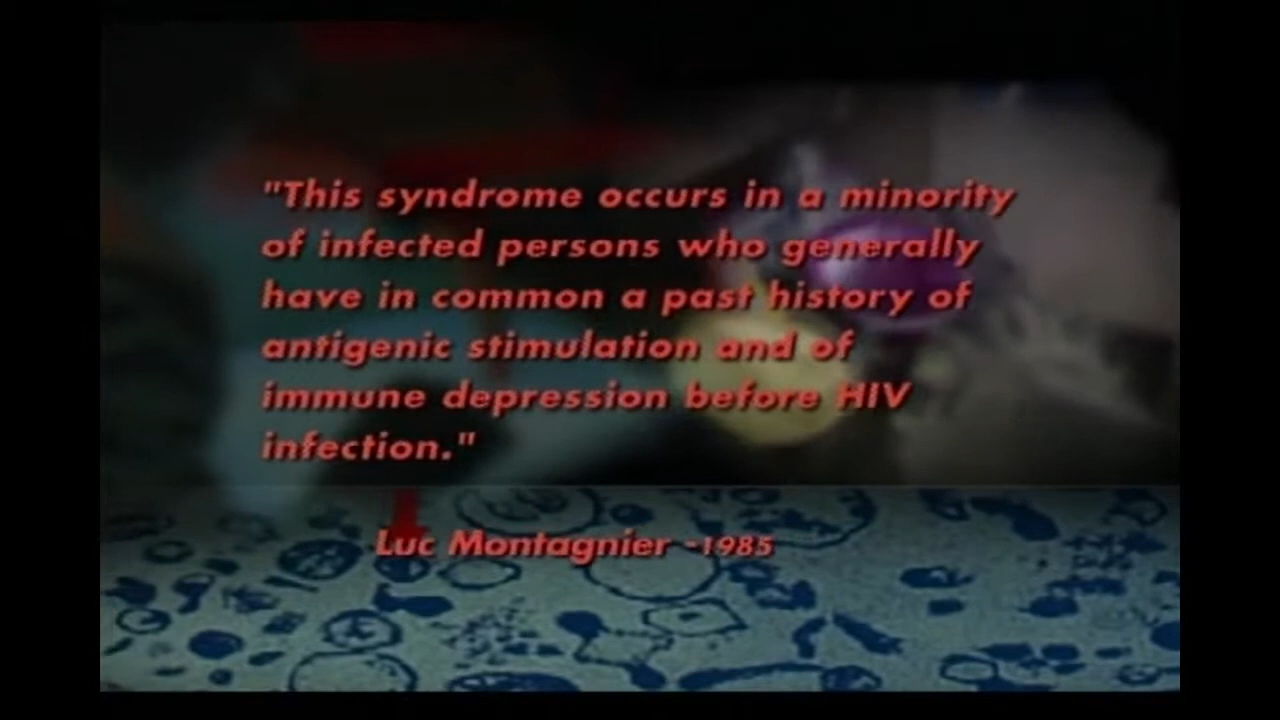 "This syndrome occurs in a minority
of infected persons who generally
have in common a past history of
antigenic stimulation and of
immune depression before HIV
infection."
Luc Montagnier -1985